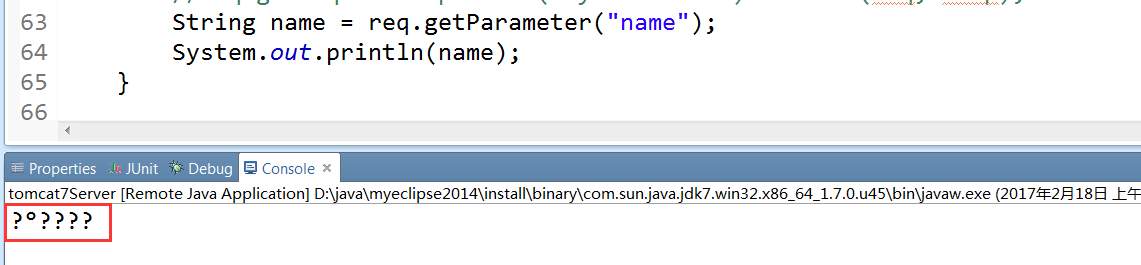 63 String name = req.getParameter("name");
64 System.out.println(name);
65 }
66
Properties JUnit Debug Console
tomcat7Server [Remote Java Application] D:\java\myeclipse2014\install\binary\com.sun.java.jdk7.win32.x86_64_1.7.0.u45\bin\javaw.exe (2017年2月18日 上午
?º????